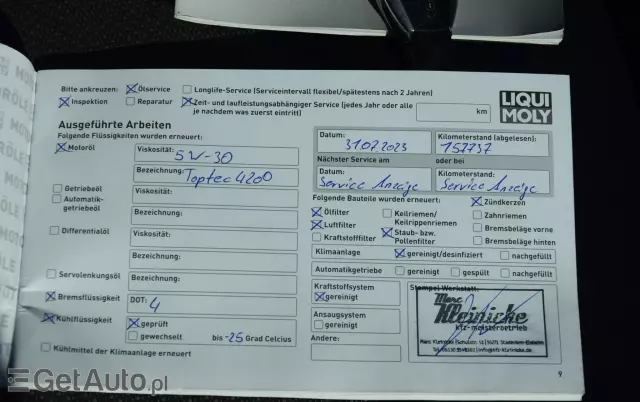 Bitte ankreuzen: Ölservice Longlife-Service (Serviceintervall flexibel/spätestens nach 2 Jahren)
Inspektion Reparatur Zeit- und laufleistungsabhängiger Service (jedes Jahr oder alle km
je nachdem was zuerst eintritt)
LIQUI
MOLY
Ausgeführte Arbeiten
Folgende Flüssigkeiten wurden erneuert:
Motoröl
Viskosität: 5W-30
Bezeichnung: Toptec 4200
Getriebeöl
Automatik-
getriebeöl
Viskosität:
Bezeichnung:
Differentialöl
Viskosität:
Bezeichnung:
Servolenkungsöl
Bezeichnung:
Bremsflüssigkeit
DOT: 4
Kühlflüssigkeit
geprüft
gewechselt bis -25 Grad Celcius
Kühlmittel der Klimaanlage erneuert
Datum: 31.07.2023
Kilometerstand (abgelesen): 157737
Nächster Service am oder bei
Datum: Service Anzeige
Kilometerstand: Service Anzeige
Folgende Bauteile wurden erneuert:
Zündkerzen
Ölfilter Keilriemen/
Keilrippenriemen
Zahnriemen
Luftfilter Staub- bzw.
Pollenfilter
Bremsbeläge vorne
Kraftstofffilter
Bremsbeläge hinten
Klimaanlage gereinigt/desinfiziert nachgefüllt
Automatikgetriebe gereinigt gespült nachgefüllt
Kraftstoffsystem
gereinigt
Ansaugsystem
gereinigt
Andere:
Stempel Werkstatt:
Marc
Kleinicke
kfz-meisterbetrieb
9
GetAuto.pl